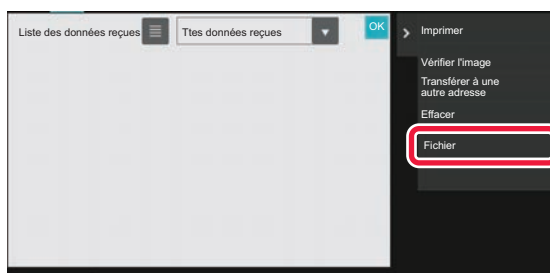 Liste des données reçues
Ttes données reçues
OK
Imprimer
Vérifier l'image
Transférer à une
autre adresse
Effacer
Fichier